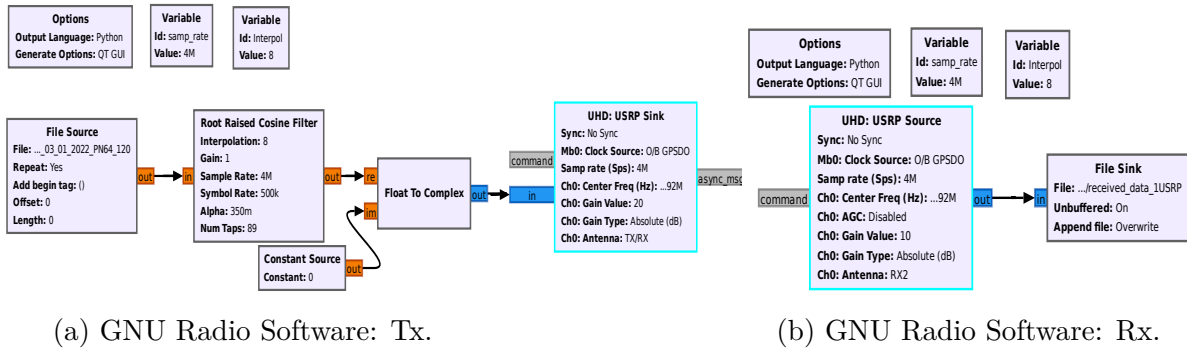 Options
Output Language: Python
Generate Options: QT GUI
Variable
Id: samp_rate
Value: 4M
Variable
Id: Interpol
Value: 8
File Source
File: ..._03_01_2022_PN64_120
Repeat: Yes
Add begin tag: ()
Offset: 0
Length: 0
out
in
Root Raised Cosine Filter
Interpolation: 8
Gain: 1
Sample Rate: 4M
Symbol Rate: 500k
Alpha: 350m
Num Taps: 89
out
Constant Source
Constant: 0
out
re
im
Float To Complex
out
command
in
UHD: USRP Sink
Sync: No Sync
Mb0: Clock Source: O/B GPSDO
Samp rate (Sps): 4M
Ch0: Center Freq (Hz): ...92M
Ch0: Gain Value: 20
Ch0: Gain Type: Absolute (dB)
Ch0: Antenna: TX/RX
async_msg
(a) GNU Radio Software: Tx.
Options
Output Language: Python
Generate Options: QT GUI
Variable
Id: samp_rate
Value: 4M
Variable
Id: Interpol
Value: 8
command
UHD: USRP Source
Sync: No Sync
Mb0: Clock Source: O/B GPSDO
Samp rate (Sps): 4M
Ch0: Center Freq (Hz): ...92M
Ch0: AGC: Disabled
Ch0: Gain Value: 10
Ch0: Gain Type: Absolute (dB)
Ch0: Antenna: RX2
out
in
File Sink
File: .../received_data_1USRP
Unbuffered: On
Append file: Overwrite
(b) GNU Radio Software: Rx.